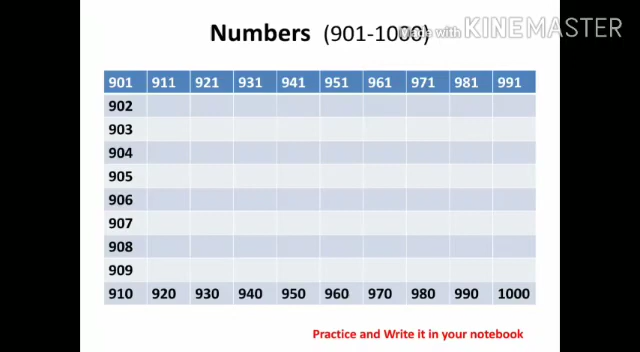 Numbers (901-1000)
Made with KINEMASTER
901 911 921 931 941 951 961 971 981 991
902
903
904
905
906
907
908
909
910 920 930 940 950 960 970 980 990 1000
Practice and Write it in your notebook